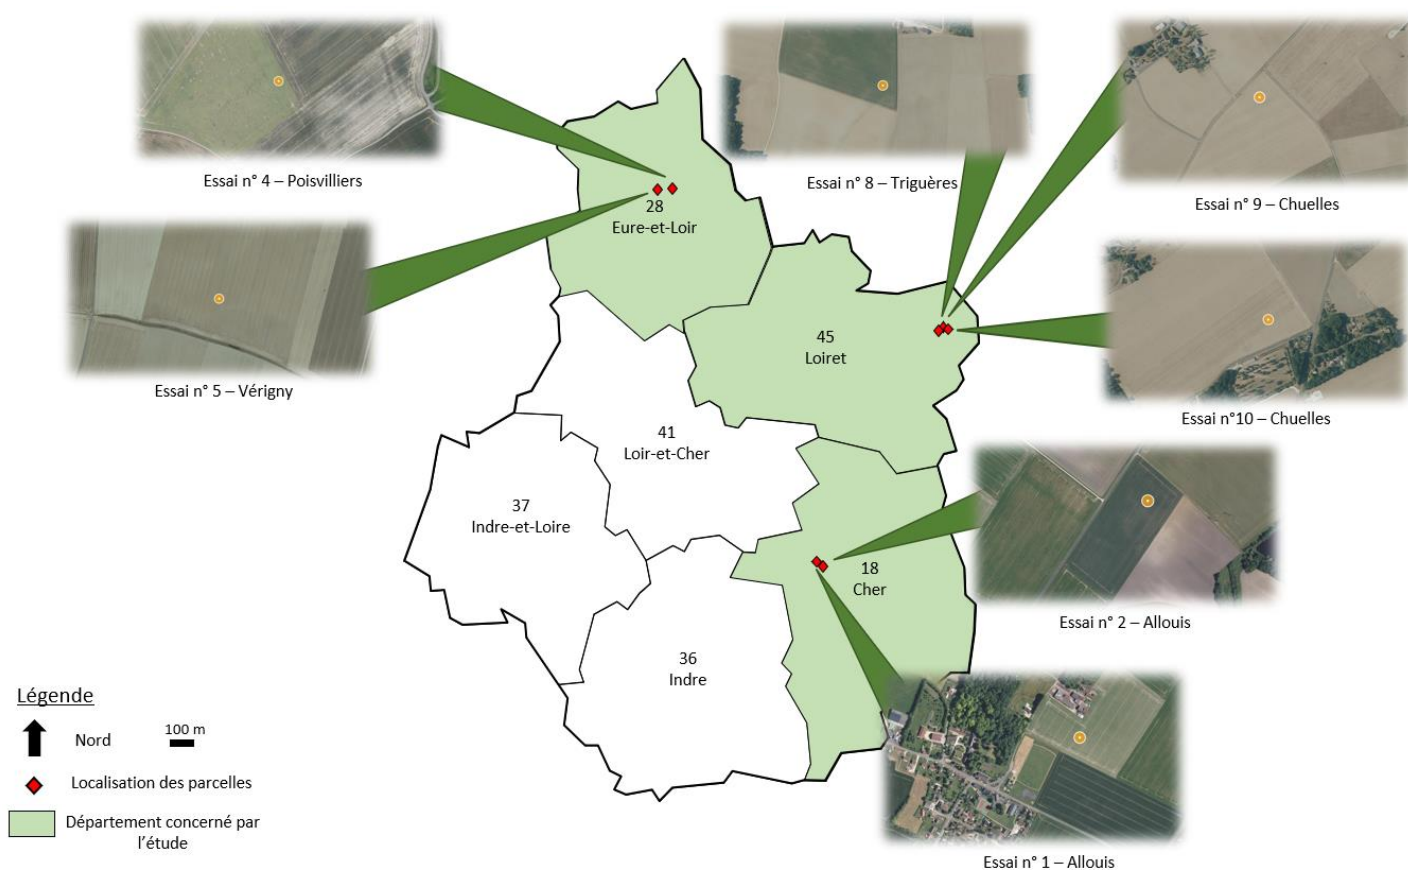 Essai n° 4 – Poisvilliers
Essai n° 8 – Triguères
Essai n° 9 – Chuelles
28
Eure-et-Loir
Essai n° 5 – Vérigny
45
Loiret
Essai n°10 – Chuelles
41
Loir-et-Cher
37
Indre-et-Loire
18
Cher
Essai n° 2 – Allouis
36
Indre
Essai n° 1 – Allouis
Légende
Nord
100 m
Localisation des parcelles
Département concerné par
l'étude